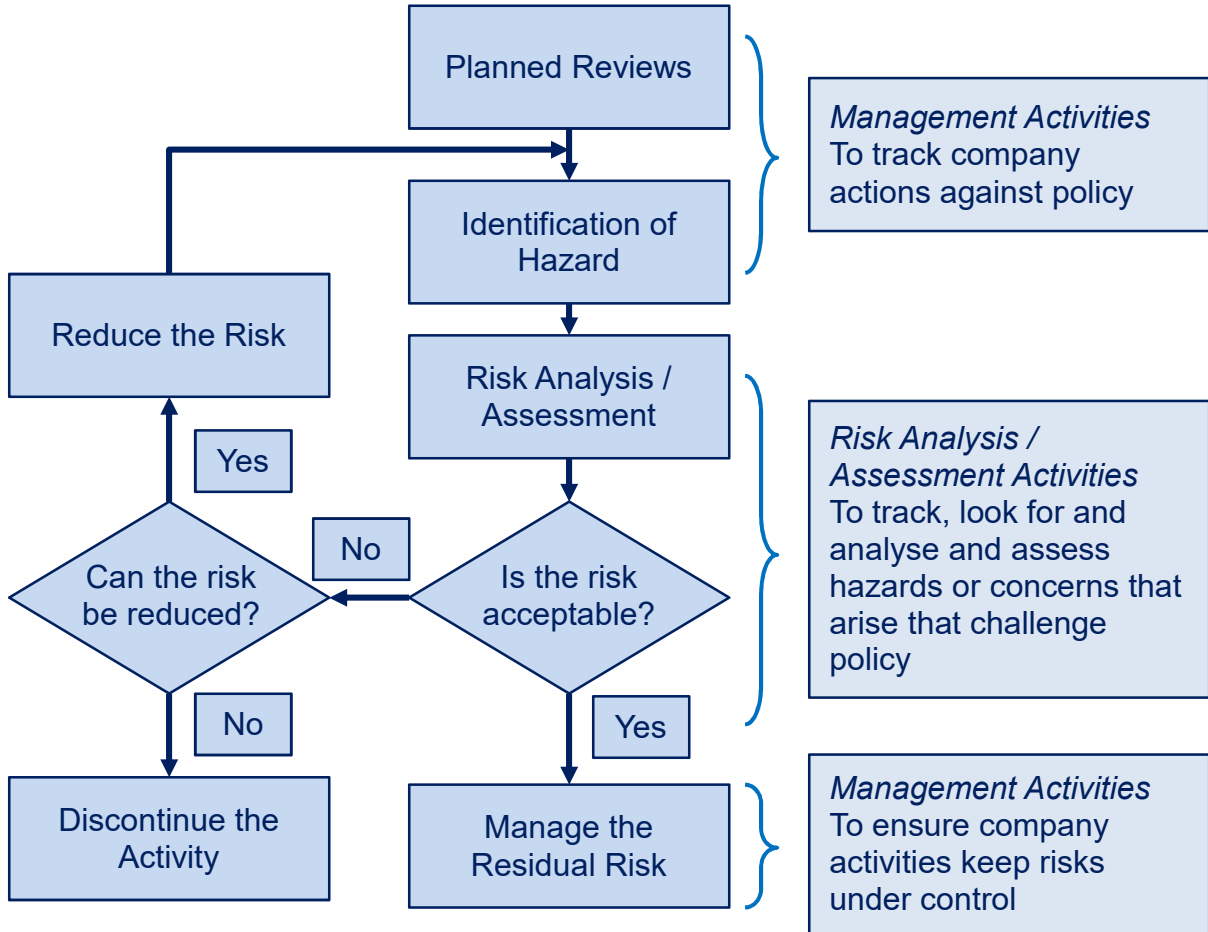 Planned Reviews
Management Activities
To track company
actions against policy
Identification of
Hazard
Reduce the Risk
Risk Analysis /
Assessment
Yes
Risk Analysis /
Assessment Activities
To track, look for and
analyse and assess
hazards or concerns that
arise that challenge
policy
No
Can the risk
be reduced?
Is the risk
acceptable?
No
Yes
Discontinue the
Activity
Manage the
Residual Risk
Management Activities
To ensure company
activities keep risks
under control